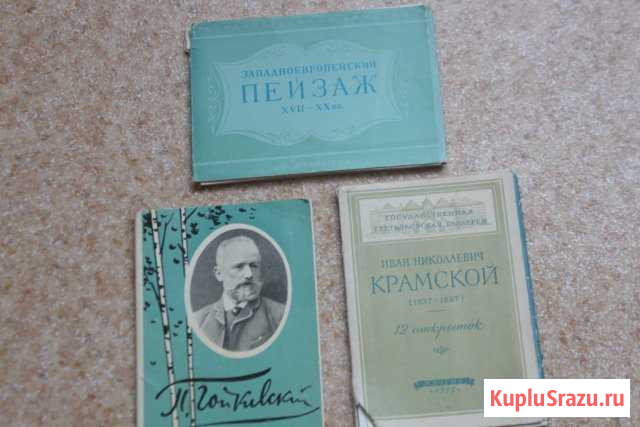 ЗАПАДНОЕВРОПЕЙСКИЙ
ПЕЙЗАЖ
XVII – XX вв.
П. Чайковский
ГОСУДАРСТВЕННАЯ
ТРЕТЬЯКОВСКАЯ ГАЛЛЕРЕЯ
ИВАН НИКОЛАЕВИЧ
КРАМСКОЙ
(1837–1887)
12 открыток
KupluSrazu.ru